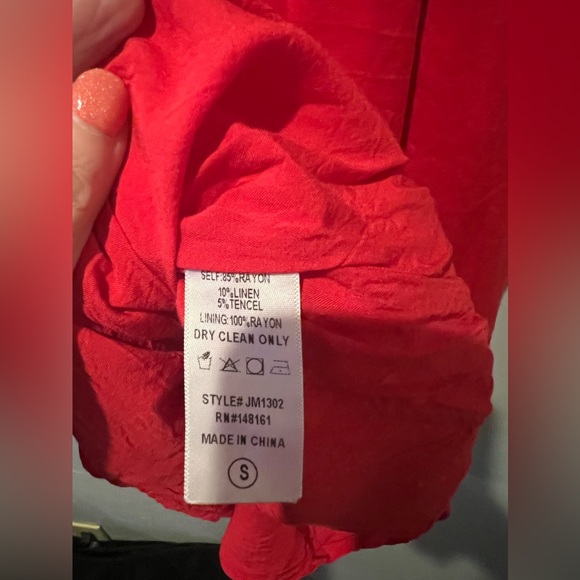 SELF:85%RAYON
10%LINEN
5%TENCEL
LINING:100%RAYON
DRY CLEAN ONLY
STYLE# JM1302
RN#148161
MADE IN CHINA
S